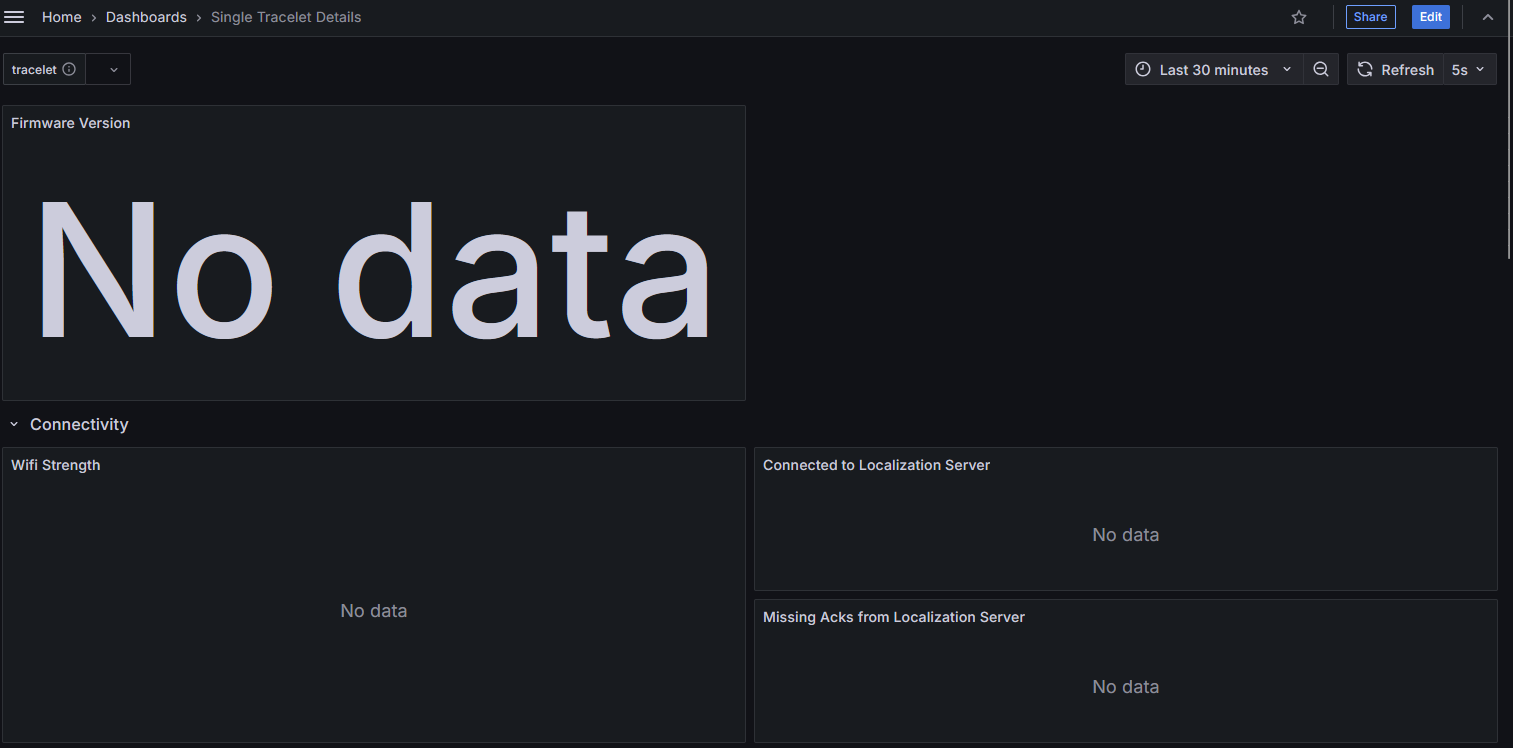 Home › Dashboards › Single Tracelet Details
Share
Edit
tracelet
Last 30 minutes
Refresh
5s
Firmware Version
No data
Connectivity
Wifi Strength
No data
Connected to Localization Server
No data
Missing Acks from Localization Server
No data